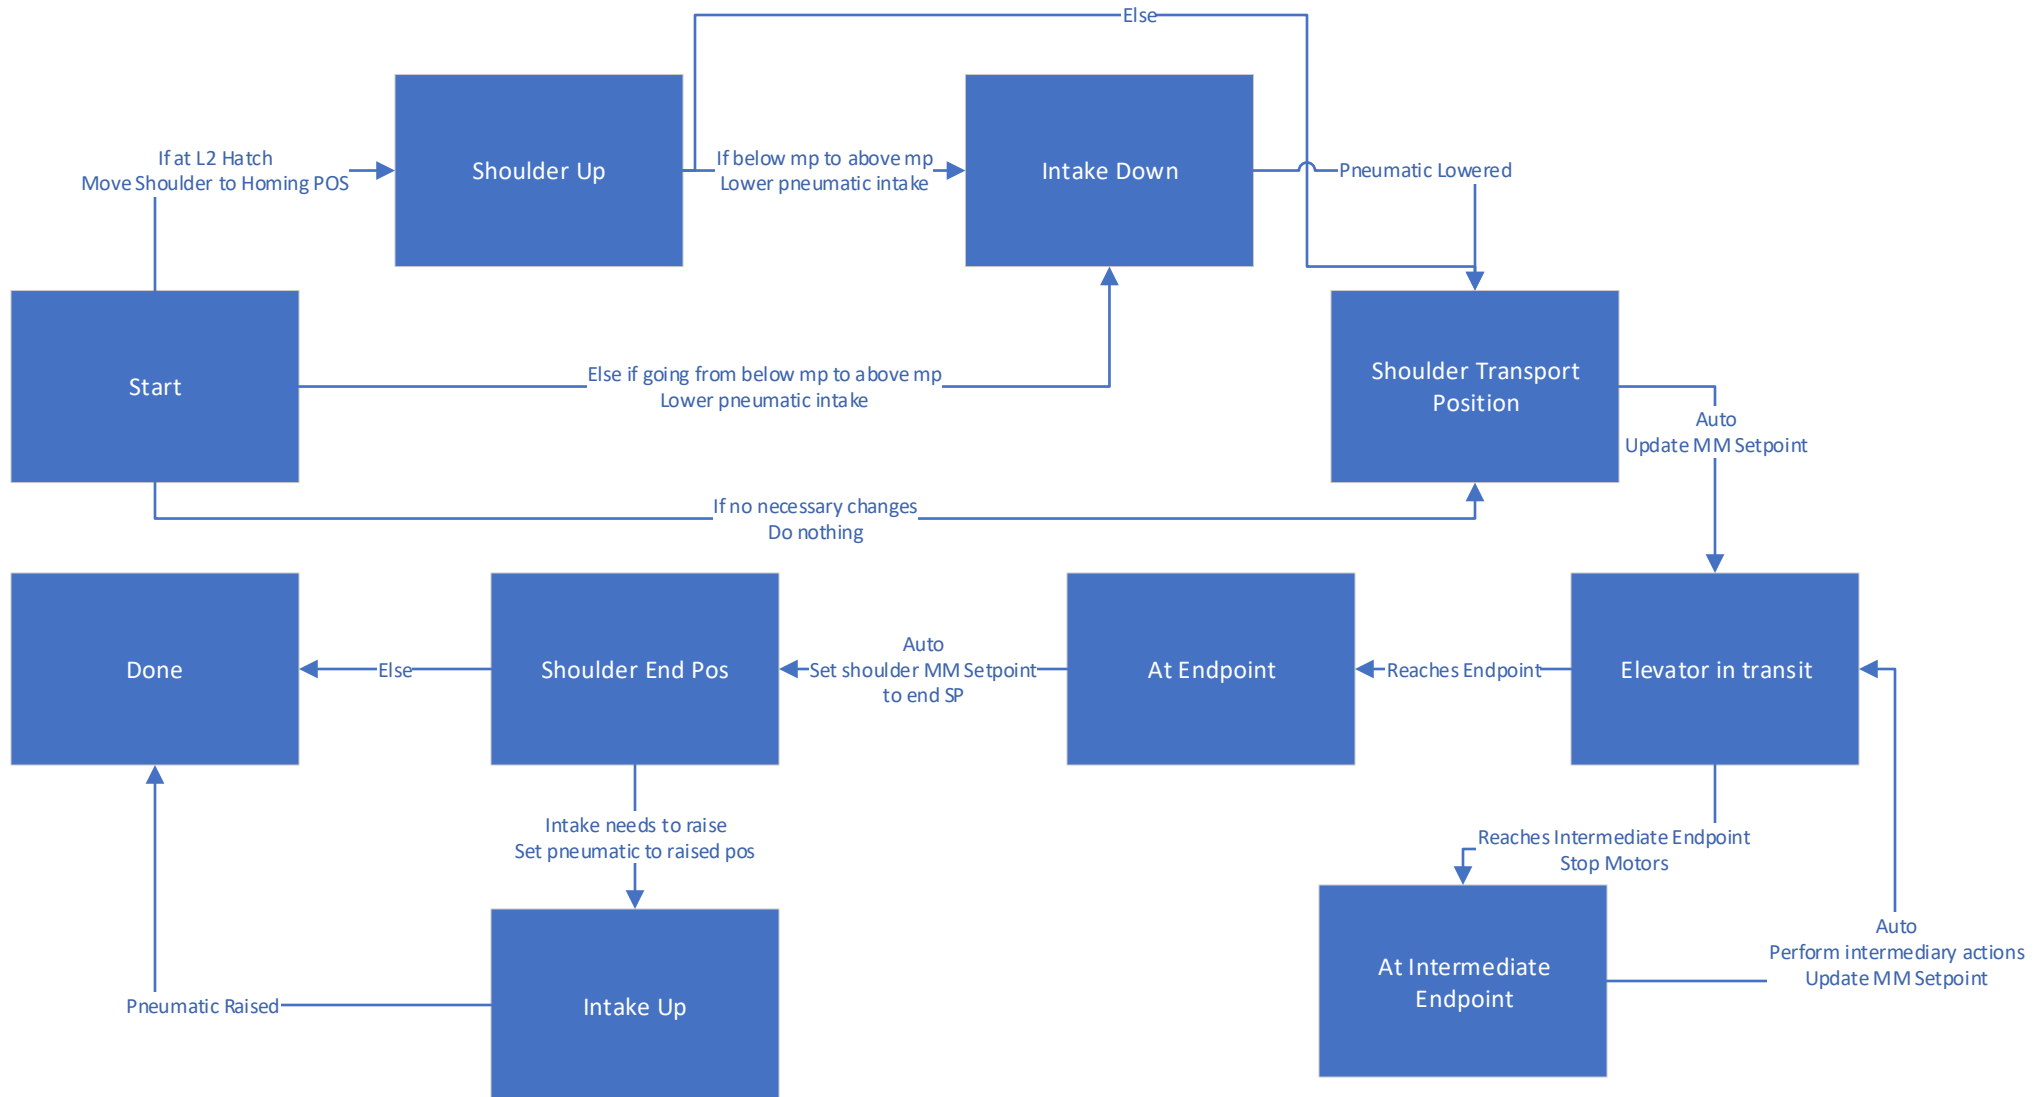 Else
If at L2 Hatch
Move Shoulder to Homing POS
Shoulder Up
If below mp to above mp
Lower pneumatic intake
Intake Down
Pneumatic Lowered
Start
Else if going from below mp to above mp
Lower pneumatic intake
Shoulder Transport
Position
Auto
Update MM Setpoint
If no necessary changes
Do nothing
Done
Else
Shoulder End Pos
Auto
Set shoulder MM Setpoint
to end SP
At Endpoint
Reaches Endpoint
Elevator in transit
Intake needs to raise
Set pneumatic to raised pos
Reaches Intermediate Endpoint
Stop Motors
Auto
Perform intermediary actions
Update MM Setpoint
At Intermediate
Endpoint
Pneumatic Raised
Intake Up